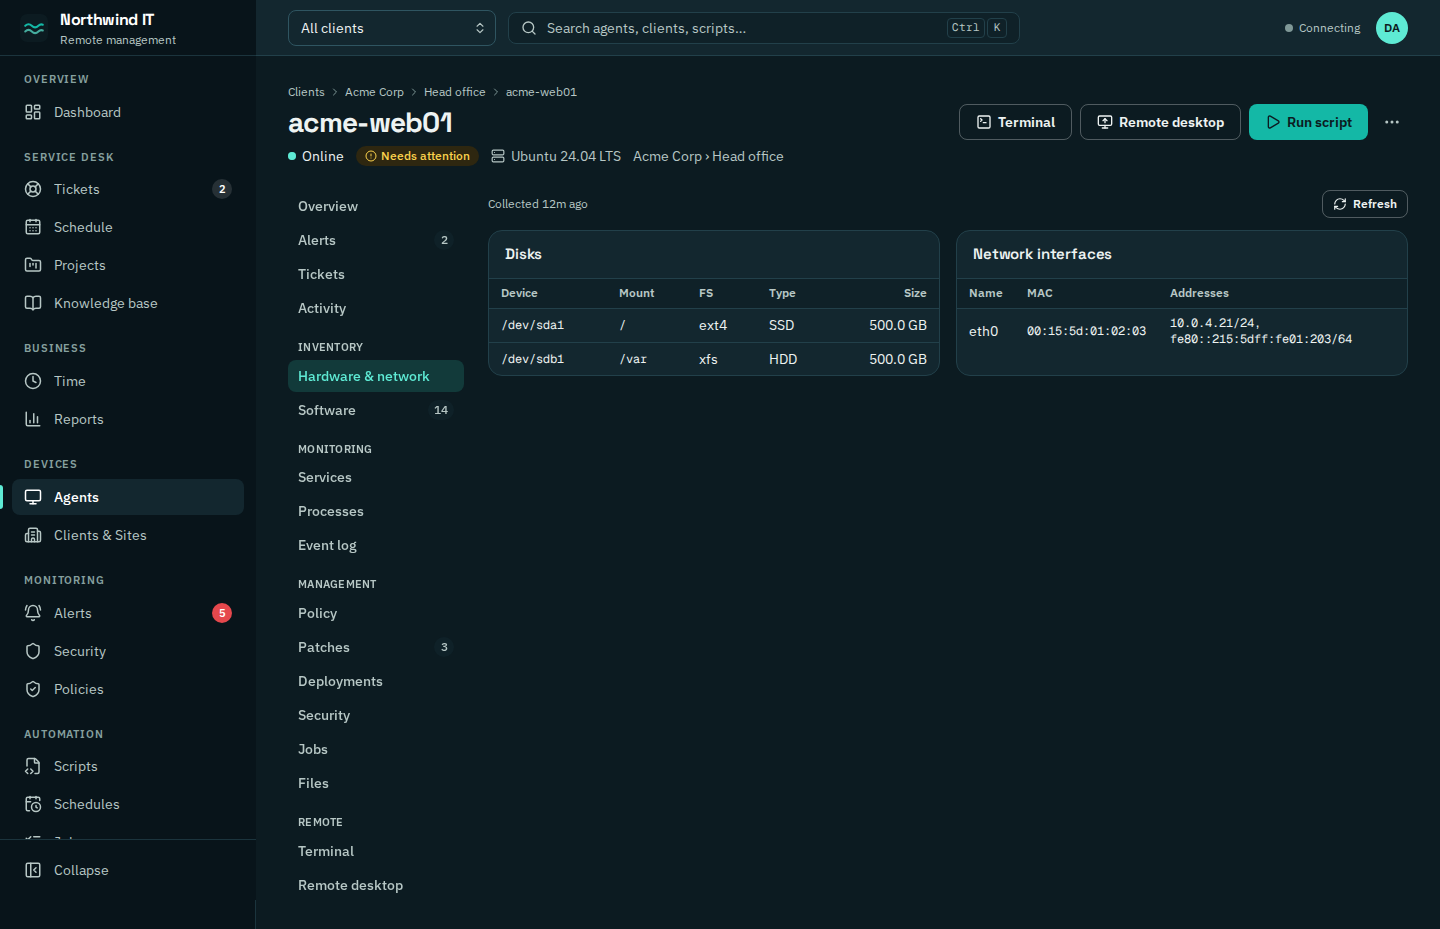 Northwind IT
Remote management
All clients
Search agents, clients, scripts...
Ctrl K
Connecting
DA
OVERVIEW
Dashboard
SERVICE DESK
Tickets 2
Schedule
Projects
Knowledge base
BUSINESS
Time
Reports
DEVICES
Agents
Clients & Sites
MONITORING
Alerts 5
Security
Policies
AUTOMATION
Scripts
Schedules
Collapse
Clients > Acme Corp > Head office > acme-web01
acme-web01
Terminal
Remote desktop
Run script
Online
Needs attention
Ubuntu 24.04 LTS
Acme Corp › Head office
Overview
Alerts 2
Tickets
Activity
INVENTORY
Hardware & network
Software 14
MONITORING
Services
Processes
Event log
MANAGEMENT
Policy
Patches 3
Deployments
Security
Jobs
Files
REMOTE
Terminal
Remote desktop
Collected 12m ago
Refresh
Disks
Device Mount FS Type Size
/dev/sda1 / ext4 SSD 500.0 GB
/dev/sdb1 /var xfs HDD 500.0 GB
Network interfaces
Name MAC Addresses
eth0 00:15:5d:01:02:03 10.0.4.21/24,
fe80::215:5dff:fe01:203/64